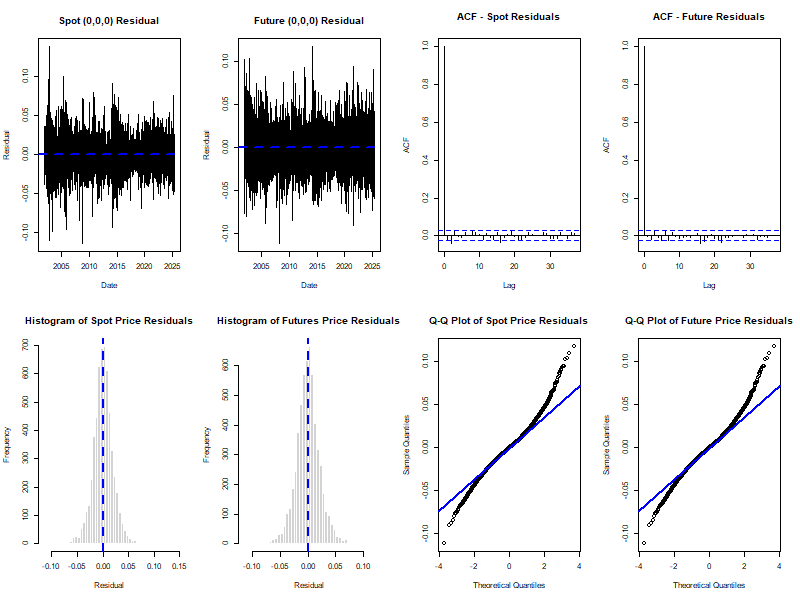 Spot (0,0,0) Residual
Residual
0.10
0.05
0.00
-0.05
-0.10
2005 2010 2015 2020 2025
Date
Future (0,0,0) Residual
Residual
0.10
0.05
0.00
-0.05
-0.10
2005 2010 2015 2020 2025
Date
ACF - Spot Residuals
ACF
1.0
0.8
0.6
0.4
0.2
0.0
0 10 20 30
Lag
ACF - Future Residuals
ACF
1.0
0.8
0.6
0.4
0.2
0.0
0 10 20 30
Lag
Histogram of Spot Price Residuals
Frequency
700
600
500
400
300
200
100
0
-0.10 -0.05 0.00 0.05 0.10 0.15
Residual
Histogram of Futures Price Residuals
Frequency
600
500
400
300
200
100
0
-0.10 -0.05 0.00 0.05 0.10
Residual
Q-Q Plot of Spot Price Residuals
Sample Quantiles
0.10
0.05
0.00
-0.05
-0.10
-4 -2 0 2 4
Theoretical Quantiles
Q-Q Plot of Future Price Residuals
Sample Quantiles
0.10
0.05
0.00
-0.05
-0.10
-4 -2 0 2 4
Theoretical Quantiles